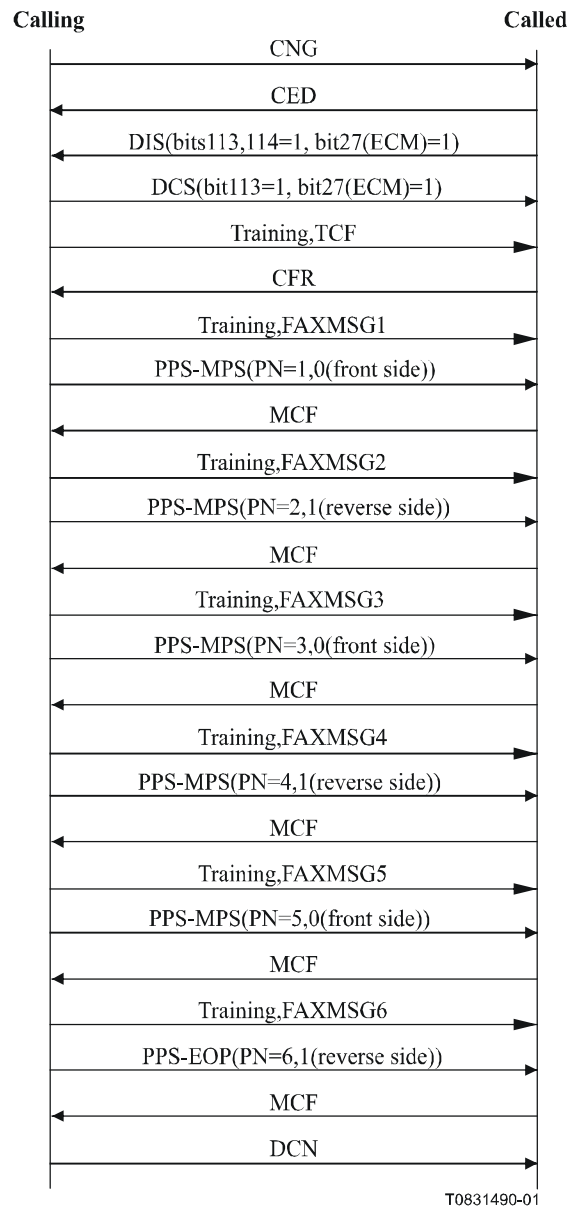 Calling Called
CNG
CED
DIS(bits113,114=1, bit27(ECM)=1)
DCS(bit113=1, bit27(ECM)=1)
Training,TCF
CFR
Training,FAXMSG1
PPS-MPS(PN=1,0(front side))
MCF
Training,FAXMSG2
PPS-MPS(PN=2,1(reverse side))
MCF
Training,FAXMSG3
PPS-MPS(PN=3,0(front side))
MCF
Training,FAXMSG4
PPS-MPS(PN=4,1(reverse side))
MCF
Training,FAXMSG5
PPS-MPS(PN=5,0(front side))
MCF
Training,FAXMSG6
PPS-EOP(PN=6,1(reverse side))
MCF
DCN
T0831490-01